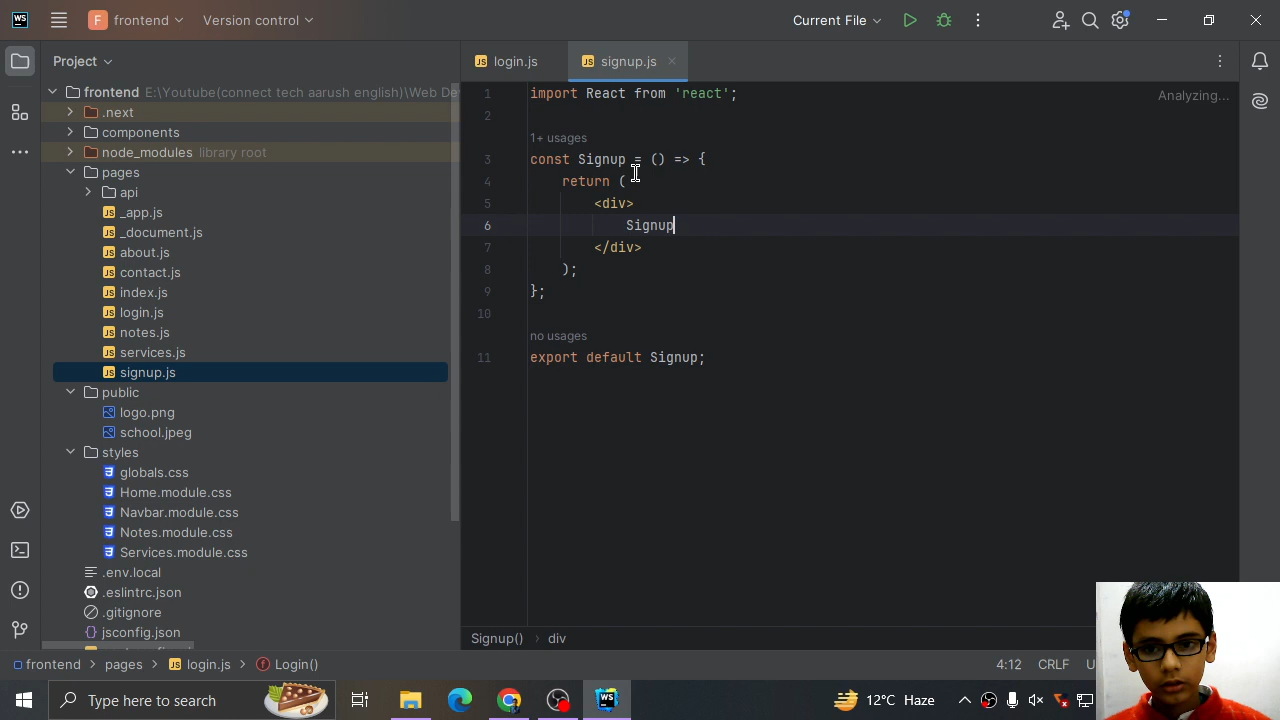 WS
F
frontend
Version control
Current File
Project
login.js
signup.js
frontend E:\Youtube(connect tech aarush english)\Web De
.next
components
node_modules library root
pages
api
_app.js
_document.js
about.js
contact.js
index.js
login.js
notes.js
services.js
signup.js
public
logo.png
school.jpeg
styles
globals.css
Home.module.css
Navbar.module.css
Notes.module.css
Services.module.css
.env.local
.eslintrc.json
.gitignore
jsconfig.json
Analyzing...
1 import React from 'react';
2
1+ usages
3 const Signup = () => {
4 return (
5 <div>
6 Signup
7 </div>
8 );
9 };
10
no usages
11 export default Signup;
Signup() › div
frontend › pages › login.js › Login()
4:12 CRLF U
Type here to search
WS
12°C Haze